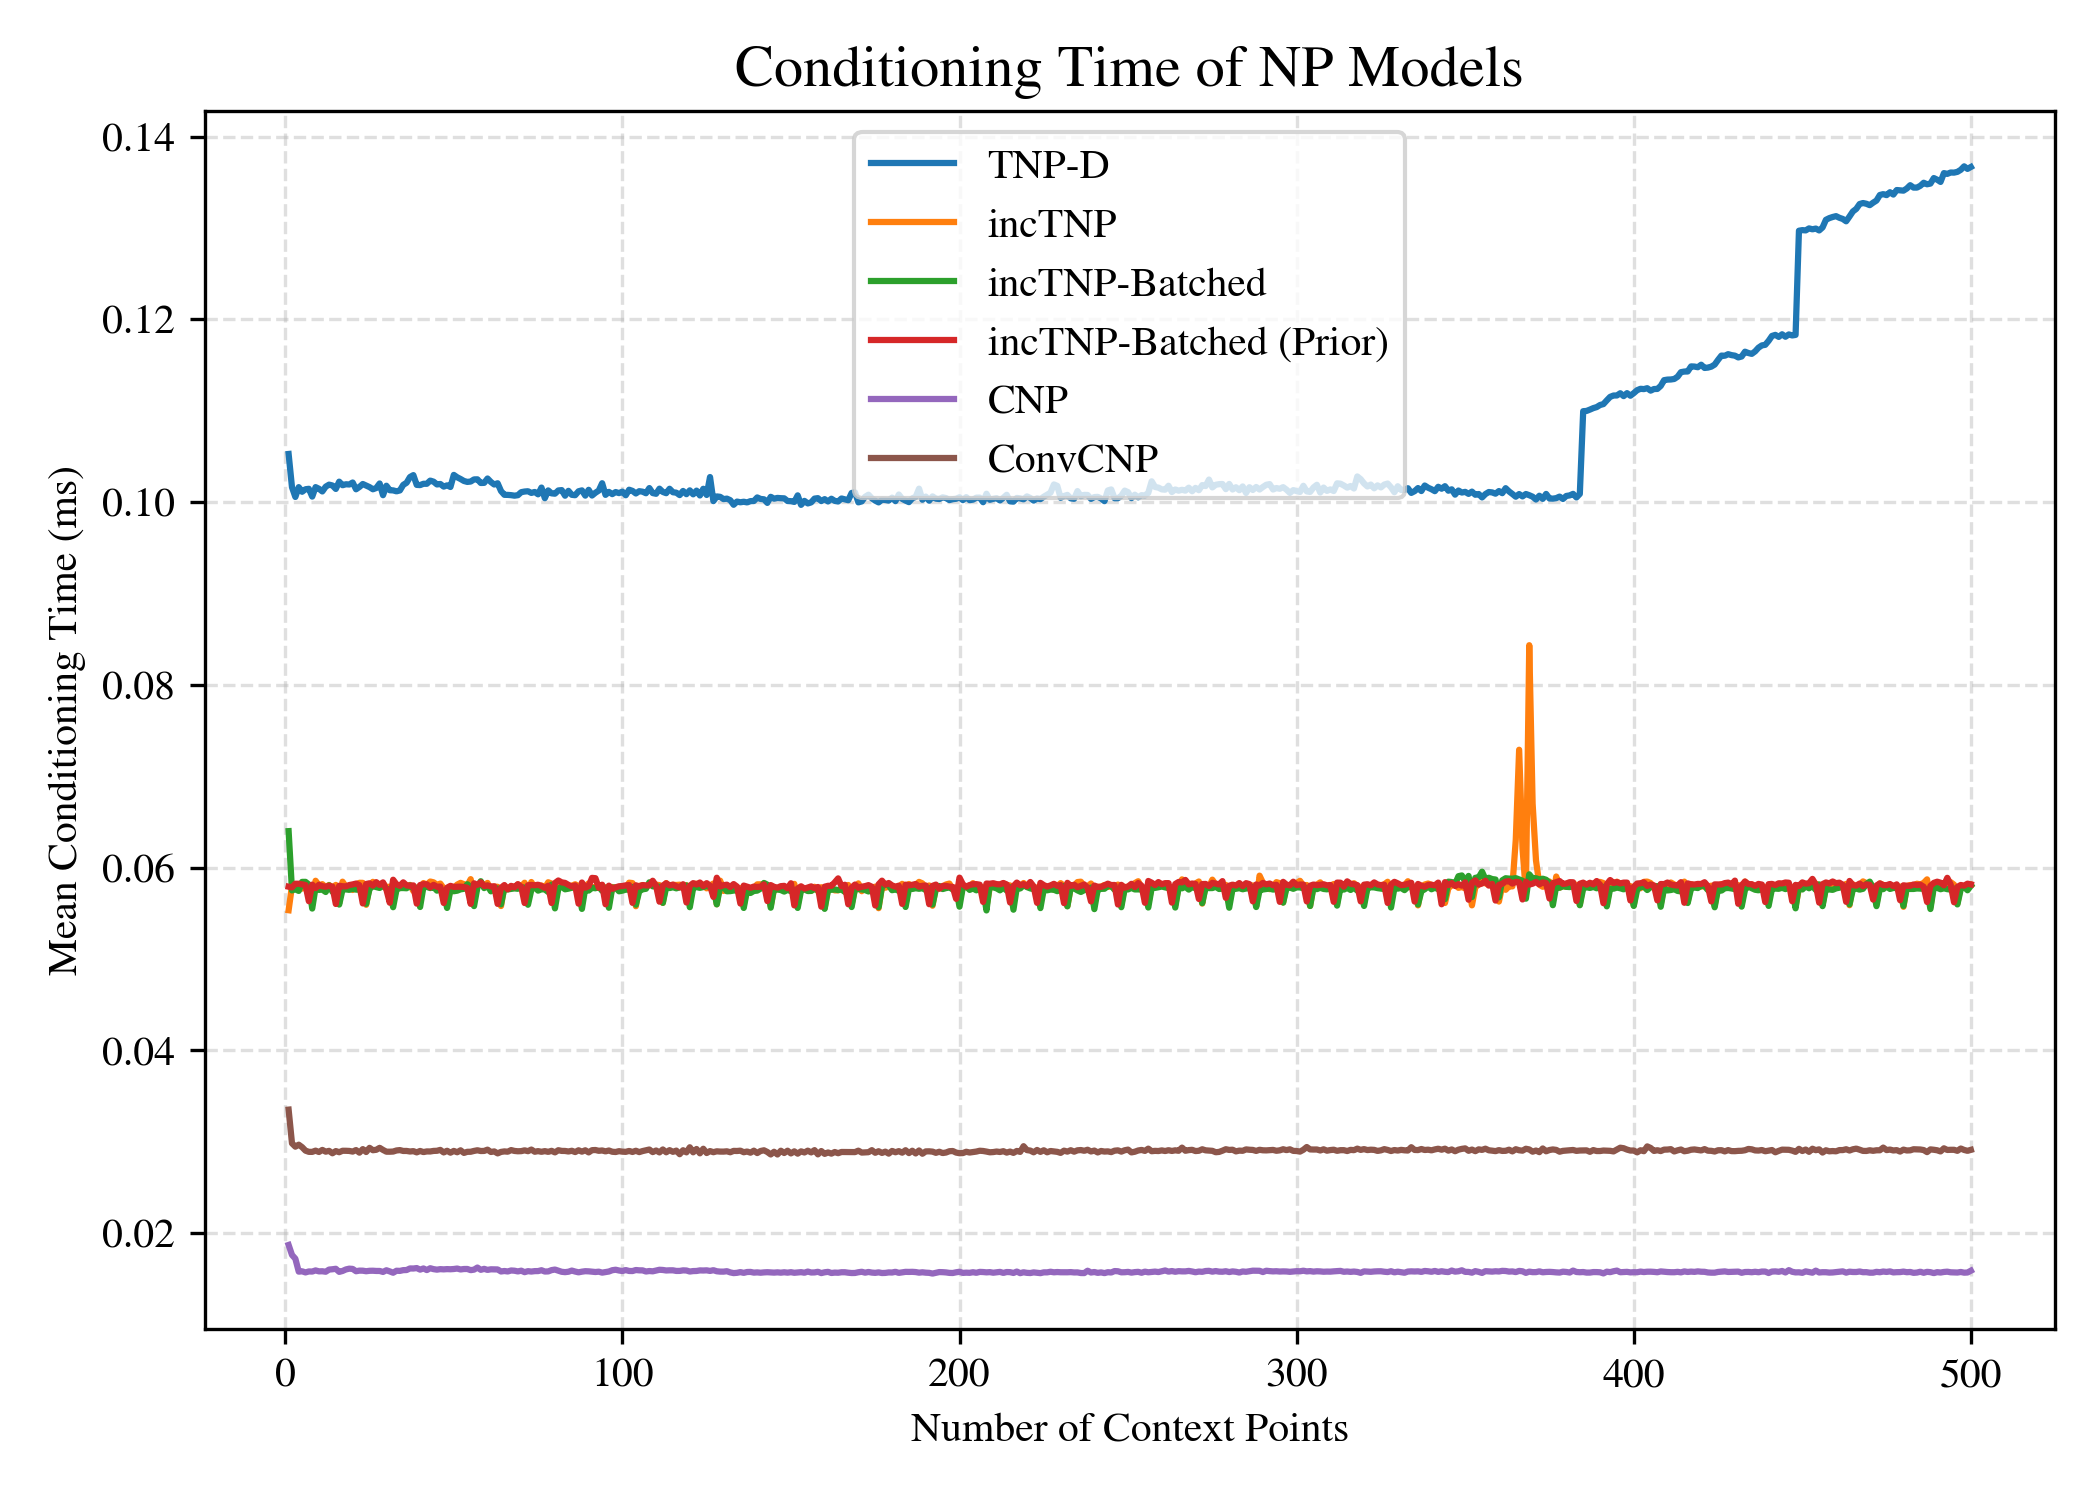 Conditioning Time of NP Models
Mean Conditioning Time (ms)
0.14
0.12
0.10
0.08
0.06
0.04
0.02
TNP-D
incTNP
incTNP-Batched
incTNP-Batched (Prior)
CNP
ConvCNP
0 100 200 300 400 500
Number of Context Points